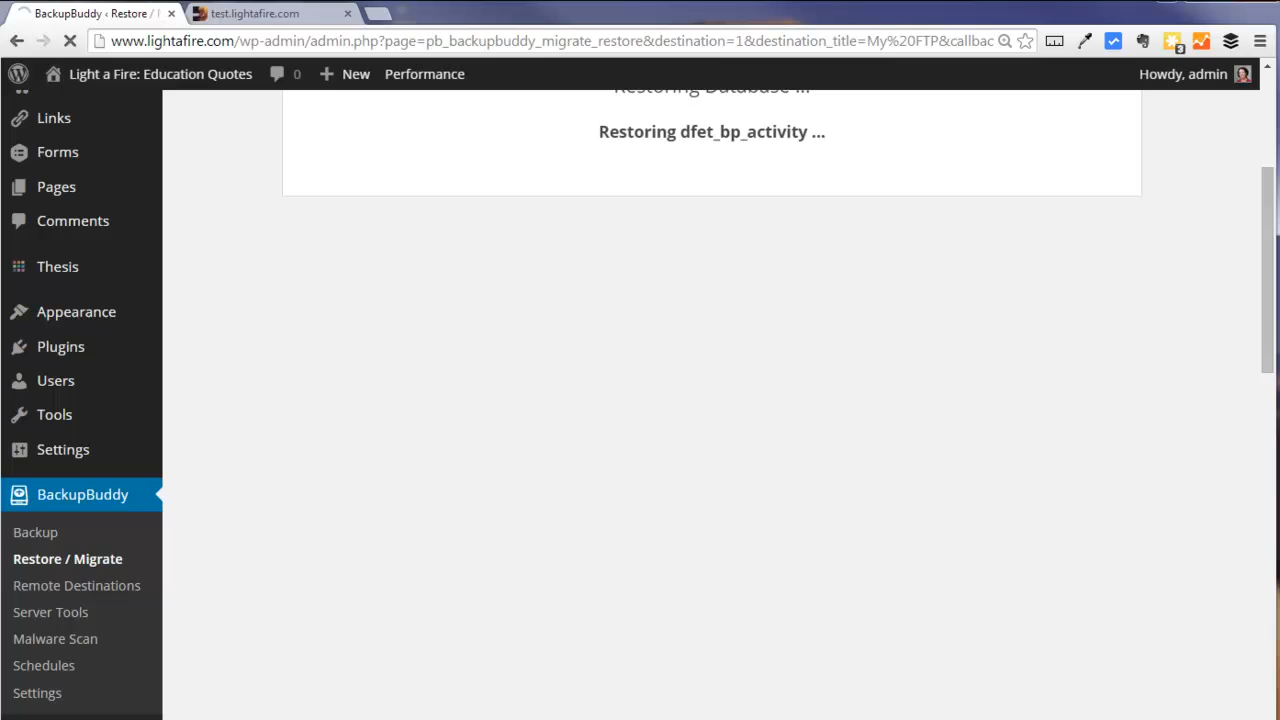 BackupBuddy ‹ Restore /
test.lightafire.com
www.lightafire.com/wp-admin/admin.php?page=pb_backupbuddy_migrate_restore&destination=1&destination_title=My%20FTP&callbac
3
Light a Fire: Education Quotes
0
New
Performance
Howdy, admin
Restoring Database ...
Restoring dfet_bp_activity ...
Links
Forms
Pages
Comments
Thesis
Appearance
Plugins
Users
Tools
Settings
BackupBuddy
Backup
Restore / Migrate
Remote Destinations
Server Tools
Malware Scan
Schedules
Settings